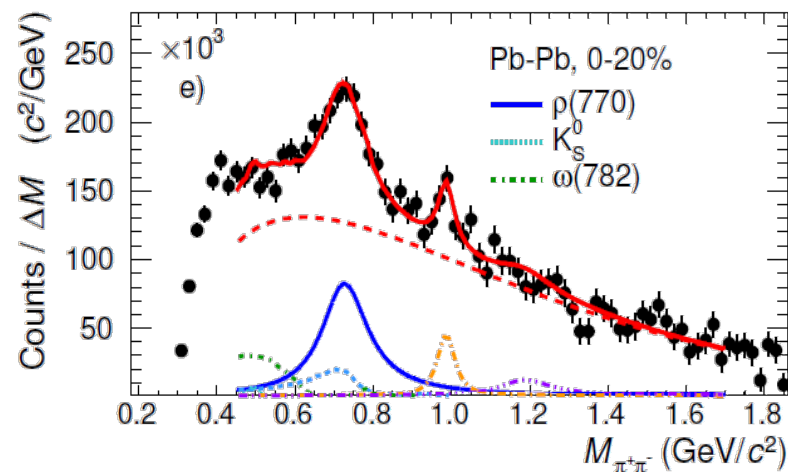 ×10³
e)
Pb-Pb, 0-20%
ρ(770)
K⁰_S
ω(782)
Counts / ΔM (c²/GeV)
250
200
150
100
50
0.2 0.4 0.6 0.8 1.0 1.2 1.4 1.6 1.8
M_π⁺π⁻ (GeV/c²)